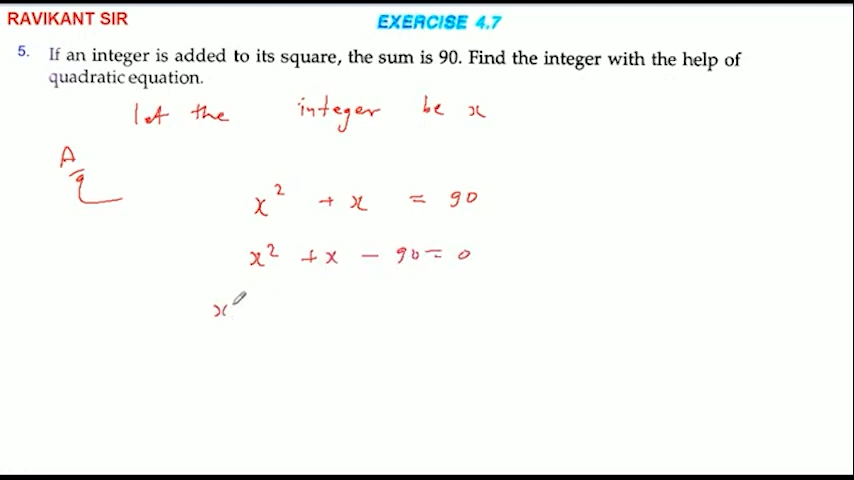 RAVIKANT SIR
EXERCISE 4.7
5. If an integer is added to its square, the sum is 90. Find the integer with the help of
quadratic equation.
let the integer be x
A
q
x² + x = 90
x² + x - 90 = 0
x